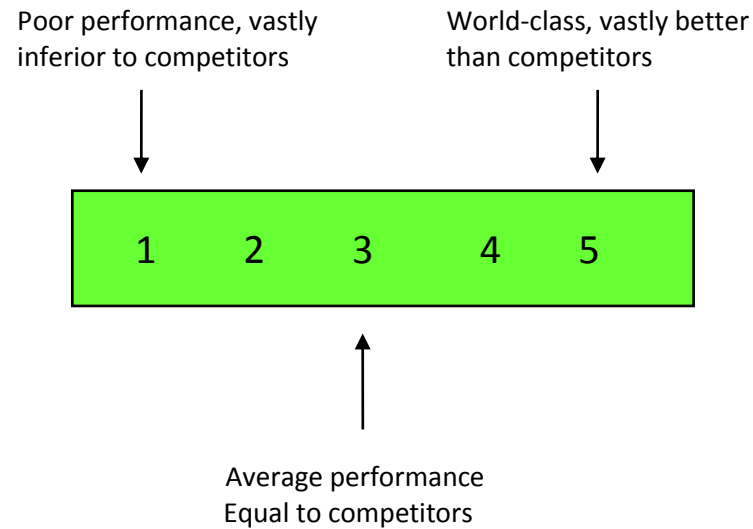 Poor performance, vastly
inferior to competitors
World-class, vastly better
than competitors
1 2 3 4 5
Average performance
Equal to competitors